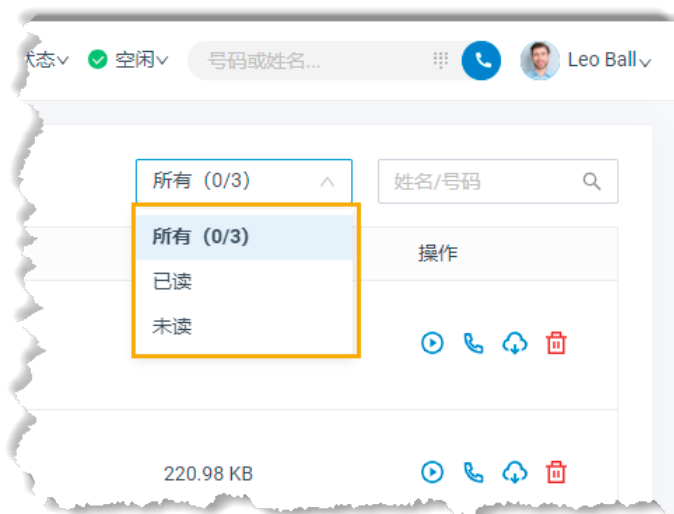 状态 空闲 号码或姓名... Leo Ball
所有（0/3） 姓名/号码
所有（0/3）
已读
未读
操作
220.98 KB